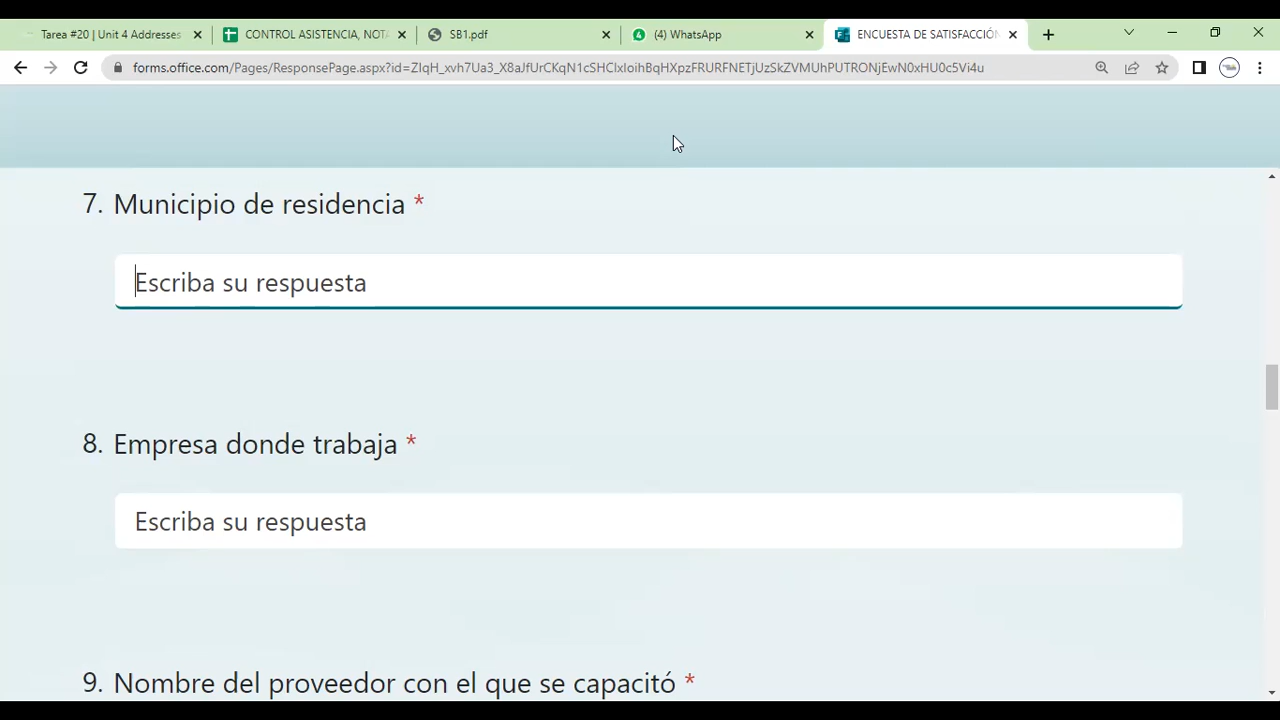 Tarea #20 | Unit 4 Addresses
CONTROL ASISTENCIA, NOTA
SB1.pdf
(4) WhatsApp
ENCUESTA DE SATISFACCIÓN
forms.office.com/Pages/ResponsePage.aspx?id=ZIqH_xvh7Ua3_X8aJfUrCKqN1cSHClxIoihBqHXpzFRURFNETjUzSkZVMUhPUTRONjEwN0xHU0c5Vi4u
7. Municipio de residencia *
Escriba su respuesta
8. Empresa donde trabaja *
Escriba su respuesta
9. Nombre del proveedor con el que se capacitó *